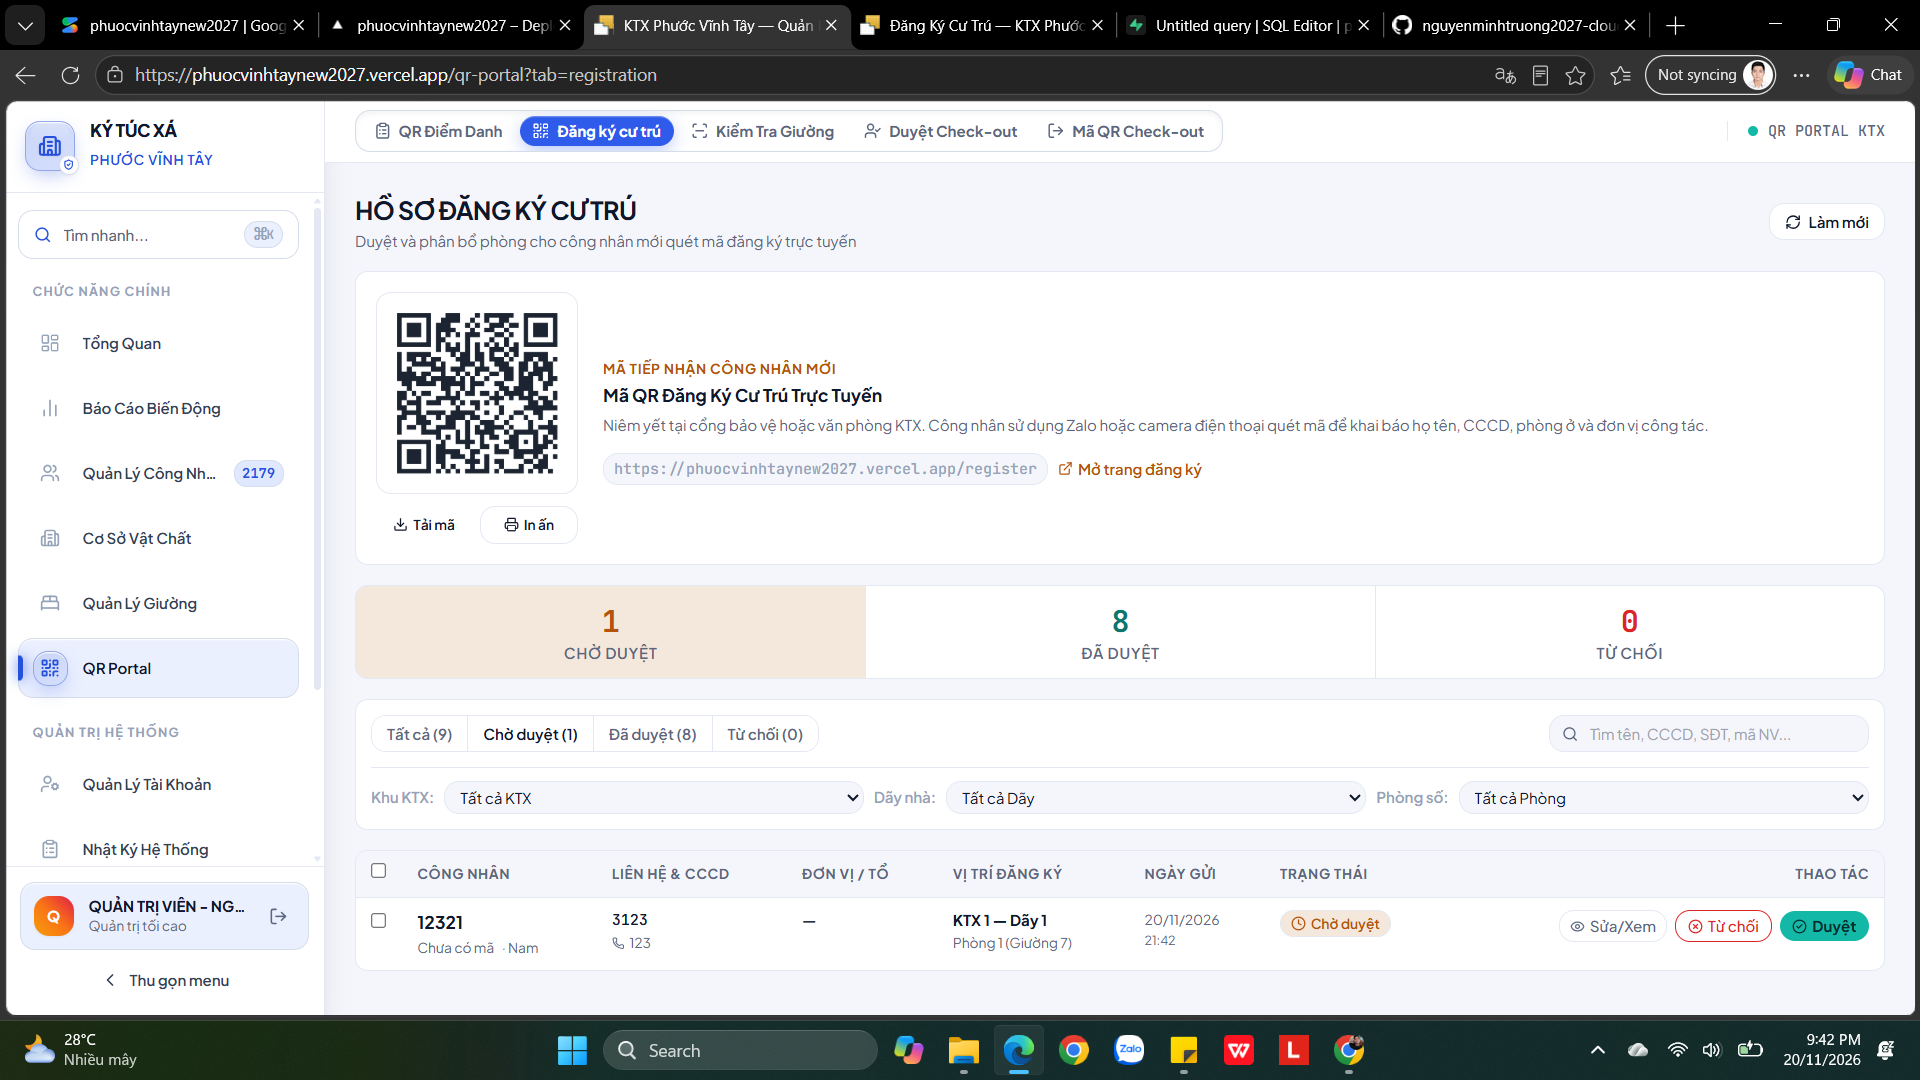 phuocvinhtaynew2027 | Goog
phuocvinhtaynew2027 – Depl
KTX Phước Vĩnh Tây — Quản
Đăng Ký Cư Trú — KTX Phước
Untitled query | SQL Editor | p
nguyenminhtruong2027-clou
https://phuocvinhtaynew2027.vercel.app/qr-portal?tab=registration
Not syncing
Chat
KÝ TÚC XÁ
PHƯỚC VĨNH TÂY
Tìm nhanh...
⌘K
CHỨC NĂNG CHÍNH
Tổng Quan
Báo Cáo Biến Động
Quản Lý Công Nh...
2179
Cơ Sở Vật Chất
Quản Lý Giường
QR Portal
QUẢN TRỊ HỆ THỐNG
Quản Lý Tài Khoản
Nhật Ký Hệ Thống
Q
QUẢN TRỊ VIÊN - NG...
Quản trị tối cao
Thu gọn menu
QR Điểm Danh
Đăng ký cư trú
Kiểm Tra Giường
Duyệt Check-out
Mã QR Check-out
QR PORTAL KTX
HỒ SƠ ĐĂNG KÝ CƯ TRÚ
Duyệt và phân bổ phòng cho công nhân mới quét mã đăng ký trực tuyến
Làm mới
MÃ TIẾP NHẬN CÔNG NHÂN MỚI
Mã QR Đăng Ký Cư Trú Trực Tuyến
Niêm yết tại cổng bảo vệ hoặc văn phòng KTX. Công nhân sử dụng Zalo hoặc camera điện thoại quét mã để khai báo họ tên, CCCD, phòng ở và đơn vị công tác.
https://phuocvinhtaynew2027.vercel.app/register
Mở trang đăng ký
Tải mã
In ấn
1
CHỜ DUYỆT
8
ĐÃ DUYỆT
0
TỪ CHỐI
Tất cả (9)
Chờ duyệt (1)
Đã duyệt (8)
Từ chối (0)
Tìm tên, CCCD, SĐT, mã NV...
Khu KTX:
Tất cả KTX
Dãy nhà:
Tất cả Dãy
Phòng số:
Tất cả Phòng
CÔNG NHÂN
LIÊN HỆ & CCCD
ĐƠN VỊ / TỔ
VỊ TRÍ ĐĂNG KÝ
NGÀY GỬI
TRẠNG THÁI
THAO TÁC
12321
Chưa có mã · Nam
3123
123
—
KTX 1 — Dãy 1
Phòng 1 (Giường 7)
20/11/2026
21:42
Chờ duyệt
Sửa/Xem
Từ chối
Duyệt
28°C
Nhiều mây
Search
Zalo
9:42 PM
20/11/2026